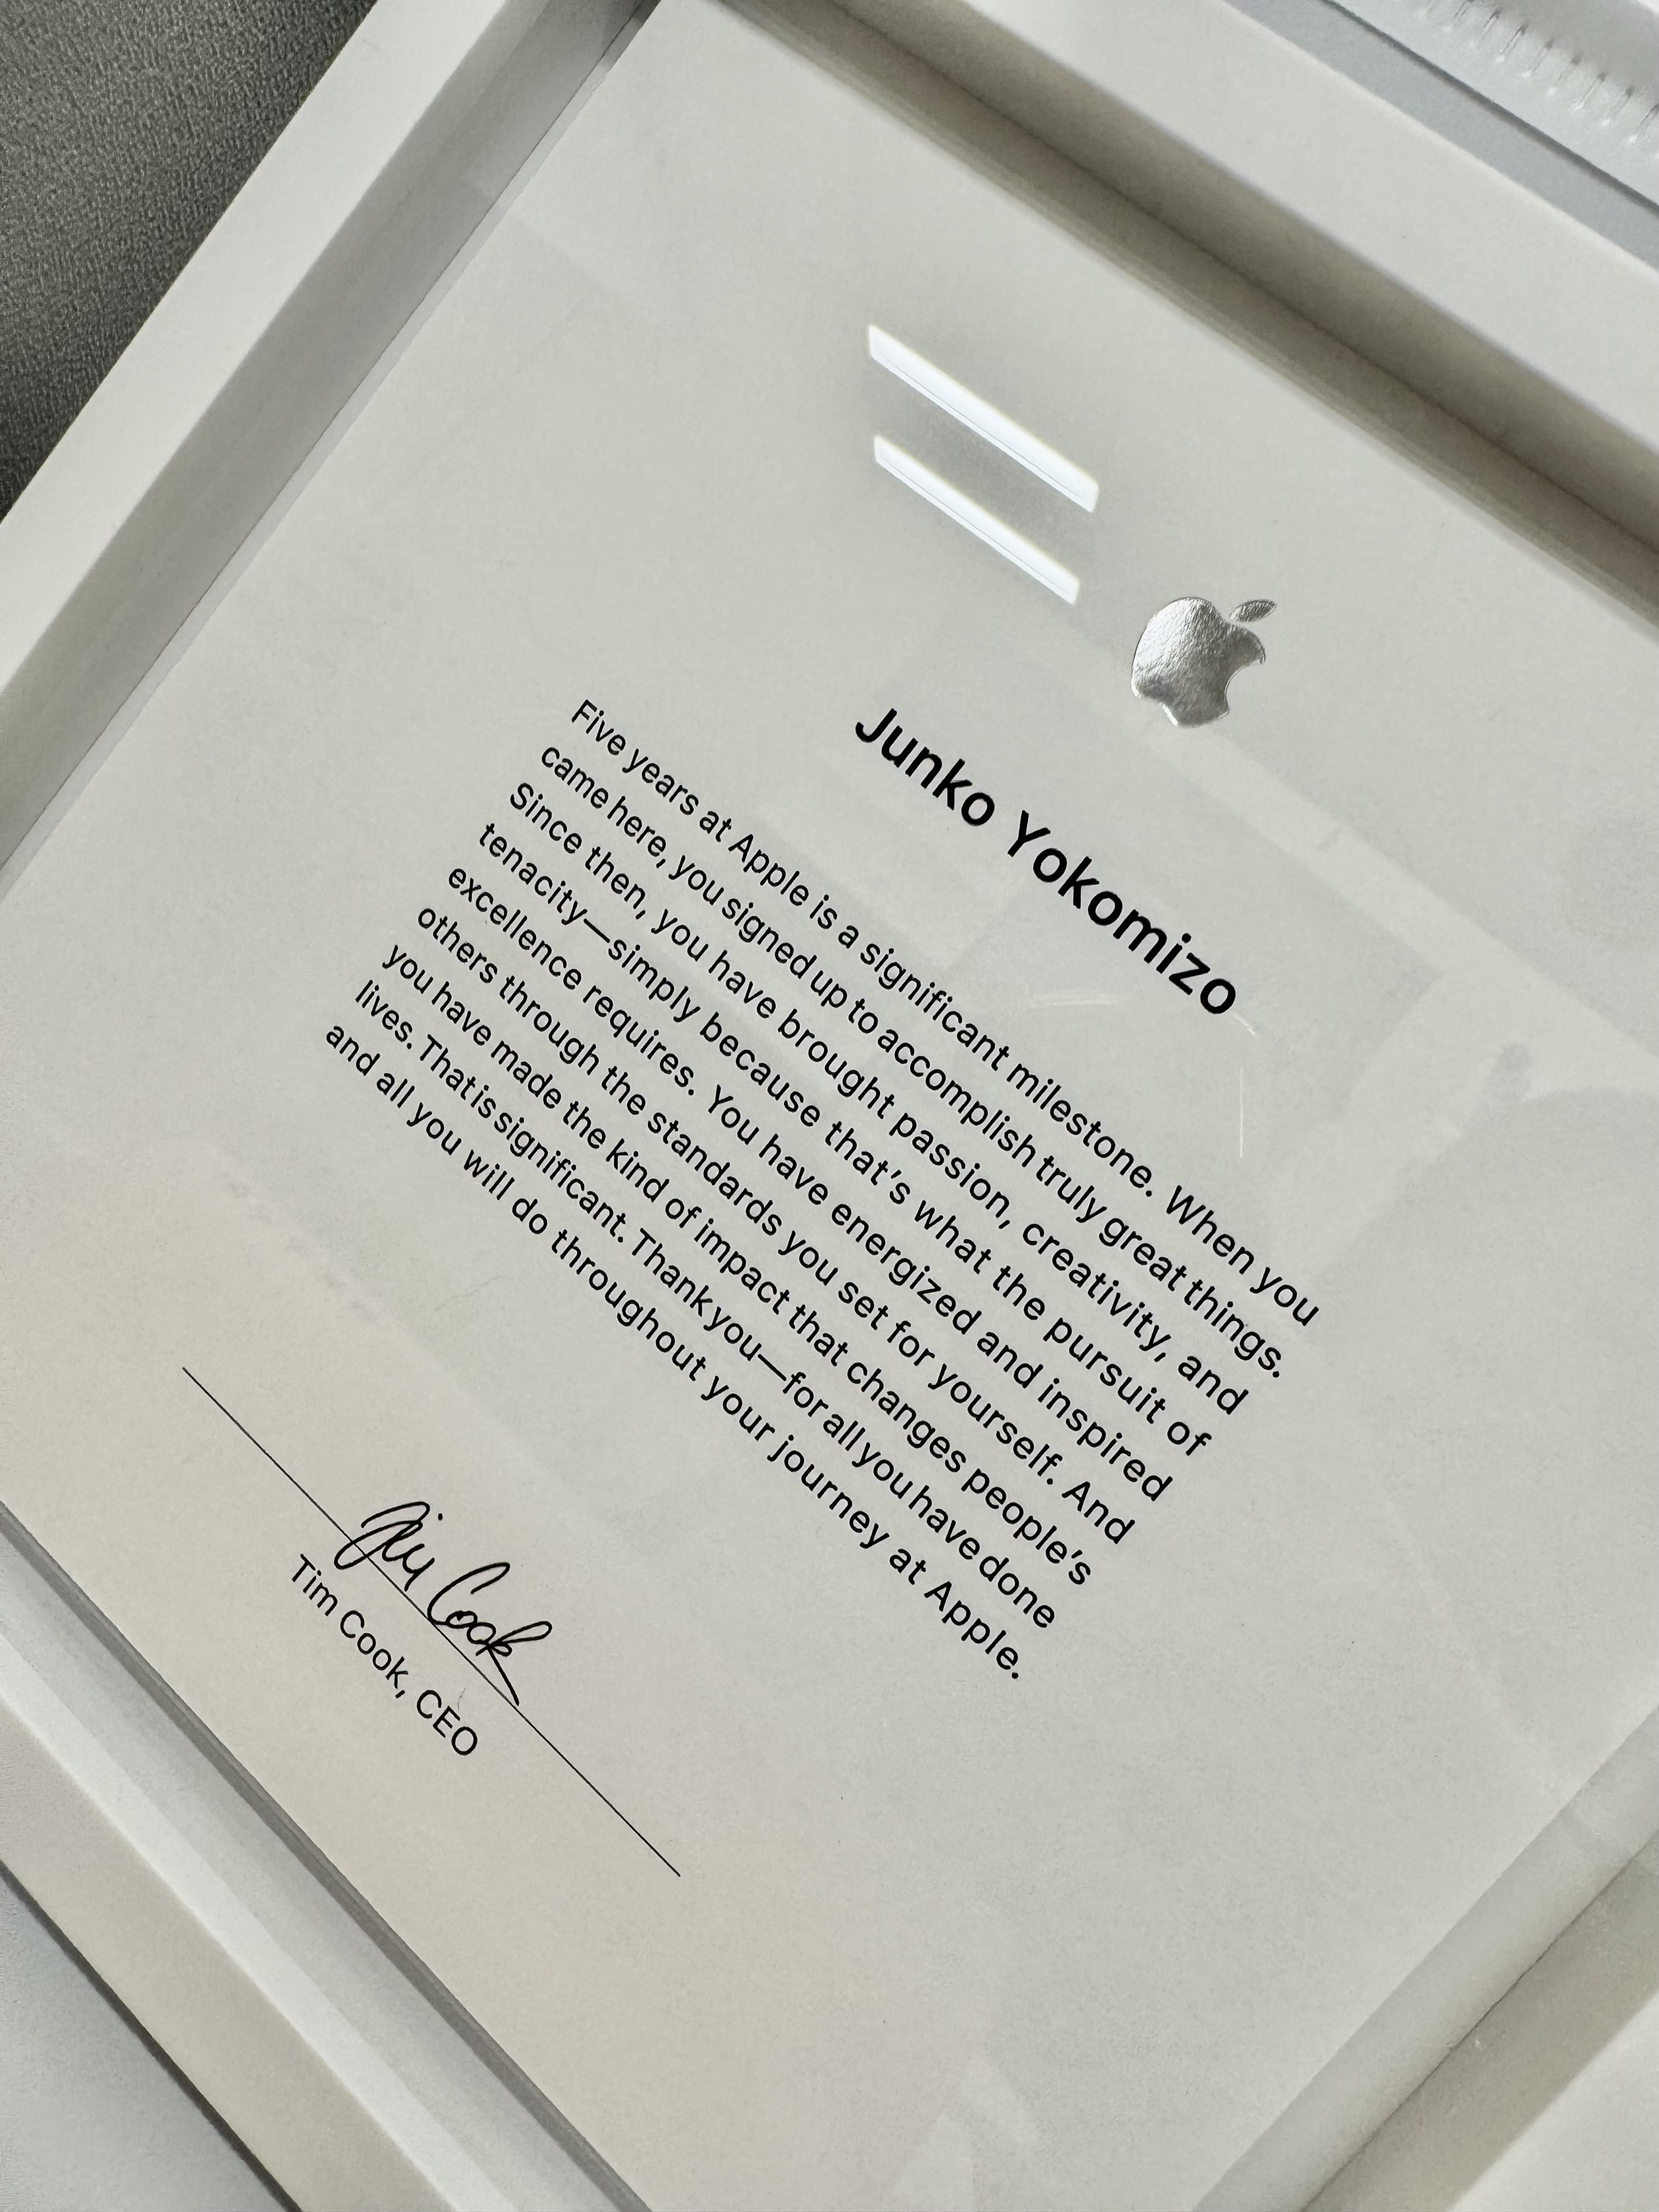 Junko Yokomizo
Five years at Apple is a significant milestone. When you
came here, you signed up to accomplish truly great things.
Since then, you have brought passion, creativity, and
tenacity—simply because that’s what the pursuit of
excellence requires. You have energized and inspired
others through the standards you set for yourself. And
you have made the kind of impact that changes people’s
lives. That is significant. Thank you—for all you have done
and all you will do throughout your journey at Apple.
Tim Cook
Tim Cook, CEO